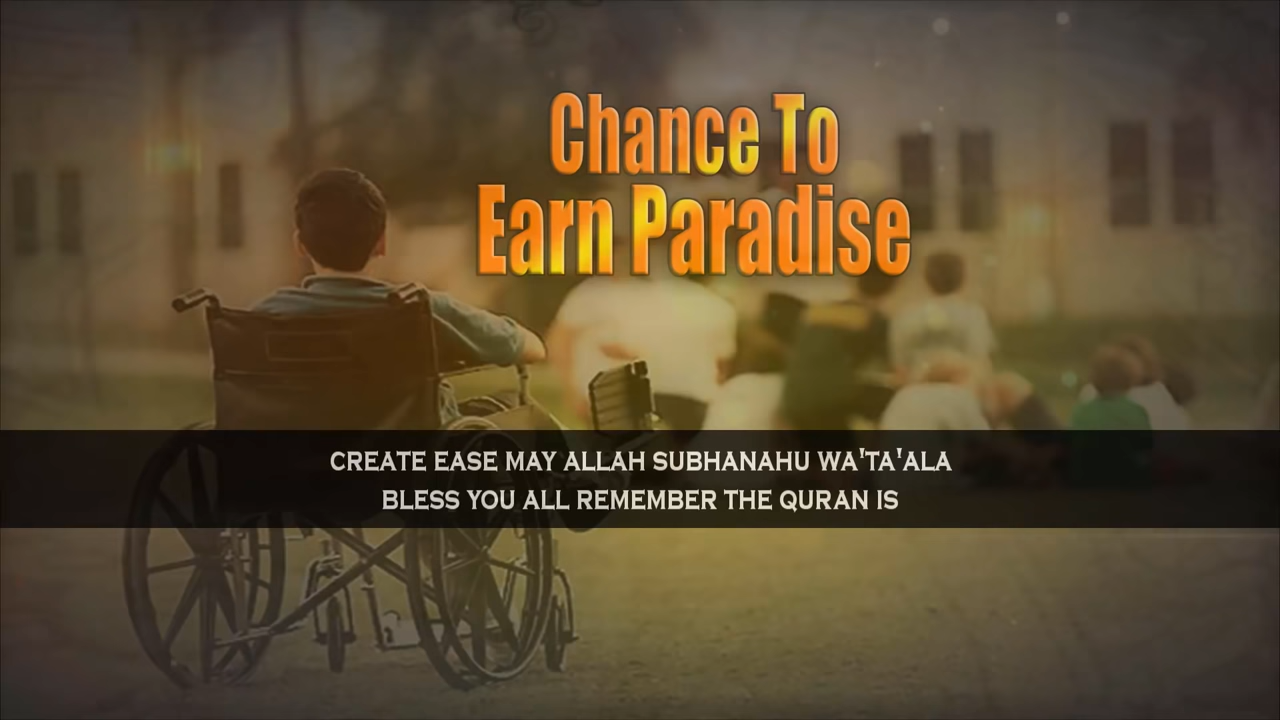 Chance To
Earn Paradise
CREATE EASE MAY ALLAH SUBHANAHU WA'TA'ALA
BLESS YOU ALL REMEMBER THE QURAN IS